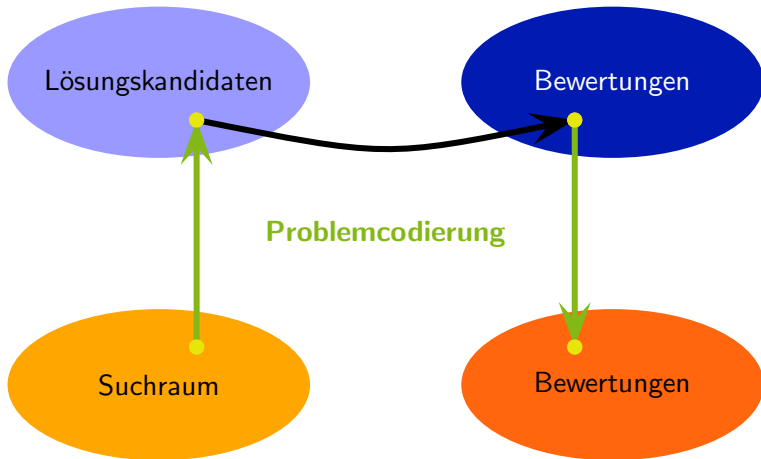 Lösungskandidaten
Bewertungen
Problemcodierung
Suchraum
Bewertungen